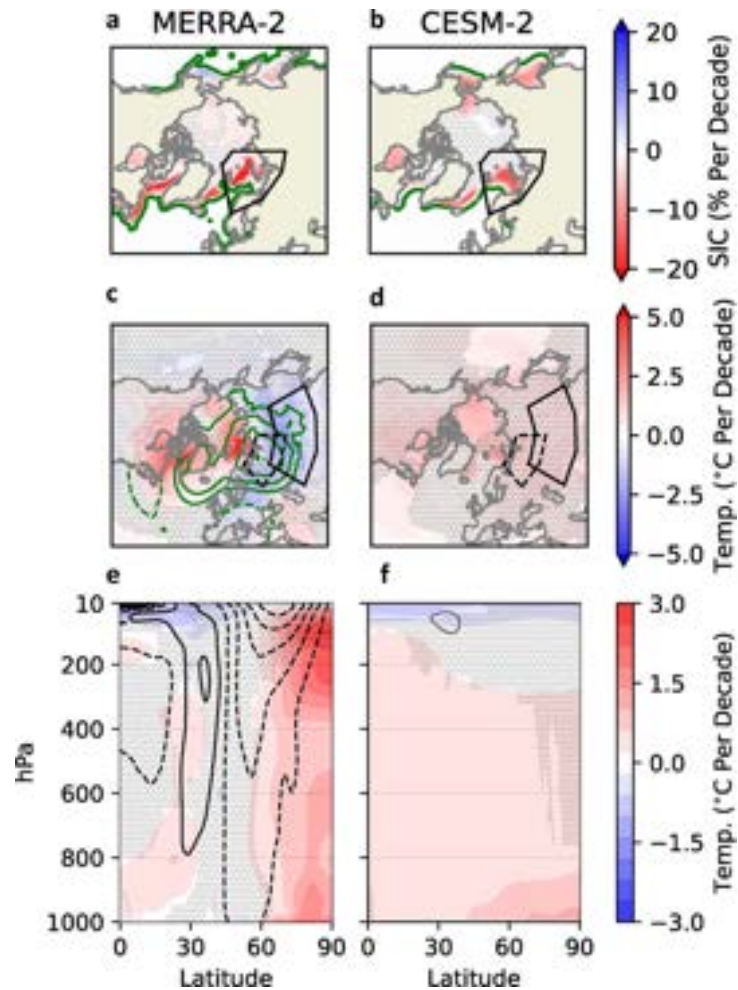 a MERRA-2 b CESM-2
20
10
0
−10
−20
SIC (% Per Decade)
c d
5.0
2.5
0.0
−2.5
−5.0
Temp. (°C Per Decade)
e f
10
200
400
600
800
1000
hPa
0 30 60 90
Latitude
0 30 60 90
Latitude
3.0
1.5
0.0
−1.5
−3.0
Temp. (°C Per Decade)